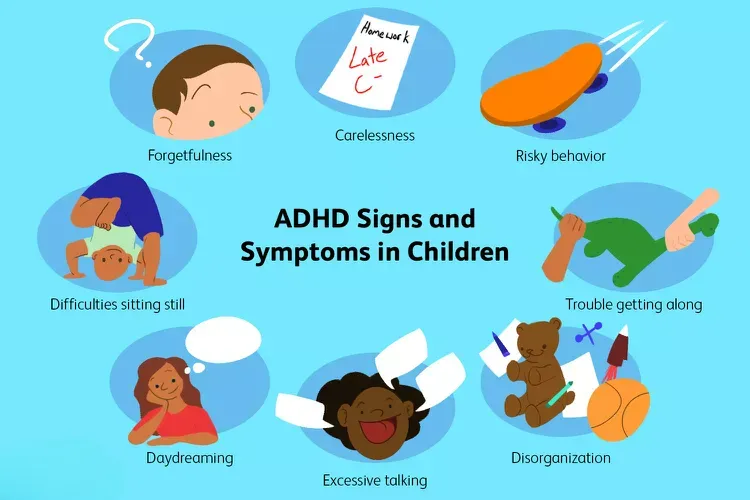 Homework
Late
C-
Carelessness
Forgetfulness
Risky behavior
ADHD Signs and
Symptoms in Children
Difficulties sitting still
Trouble getting along
Daydreaming
Excessive talking
Disorganization
?